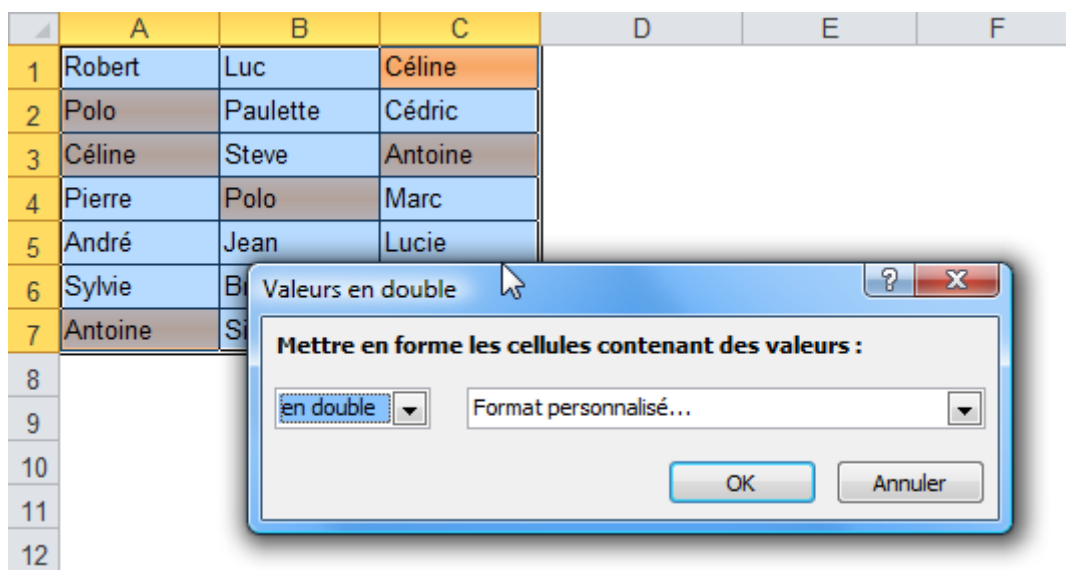 A B C D E F
1 Robert Luc Céline
2 Polo Paulette Cédric
3 Céline Steve Antoine
4 Pierre Polo Marc
5 André Jean Lucie
6 Sylvie
7 Antoine
8
9
10
11
12
Valeurs en double ? X
Mettre en forme les cellules contenant des valeurs :
en double Format personnalisé...
OK Annuler